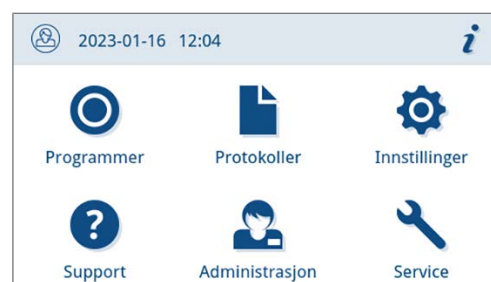 2023-01-16 12:04 i
Programmer Protokoller Innstillinger
? 
Support Administrasjon Service